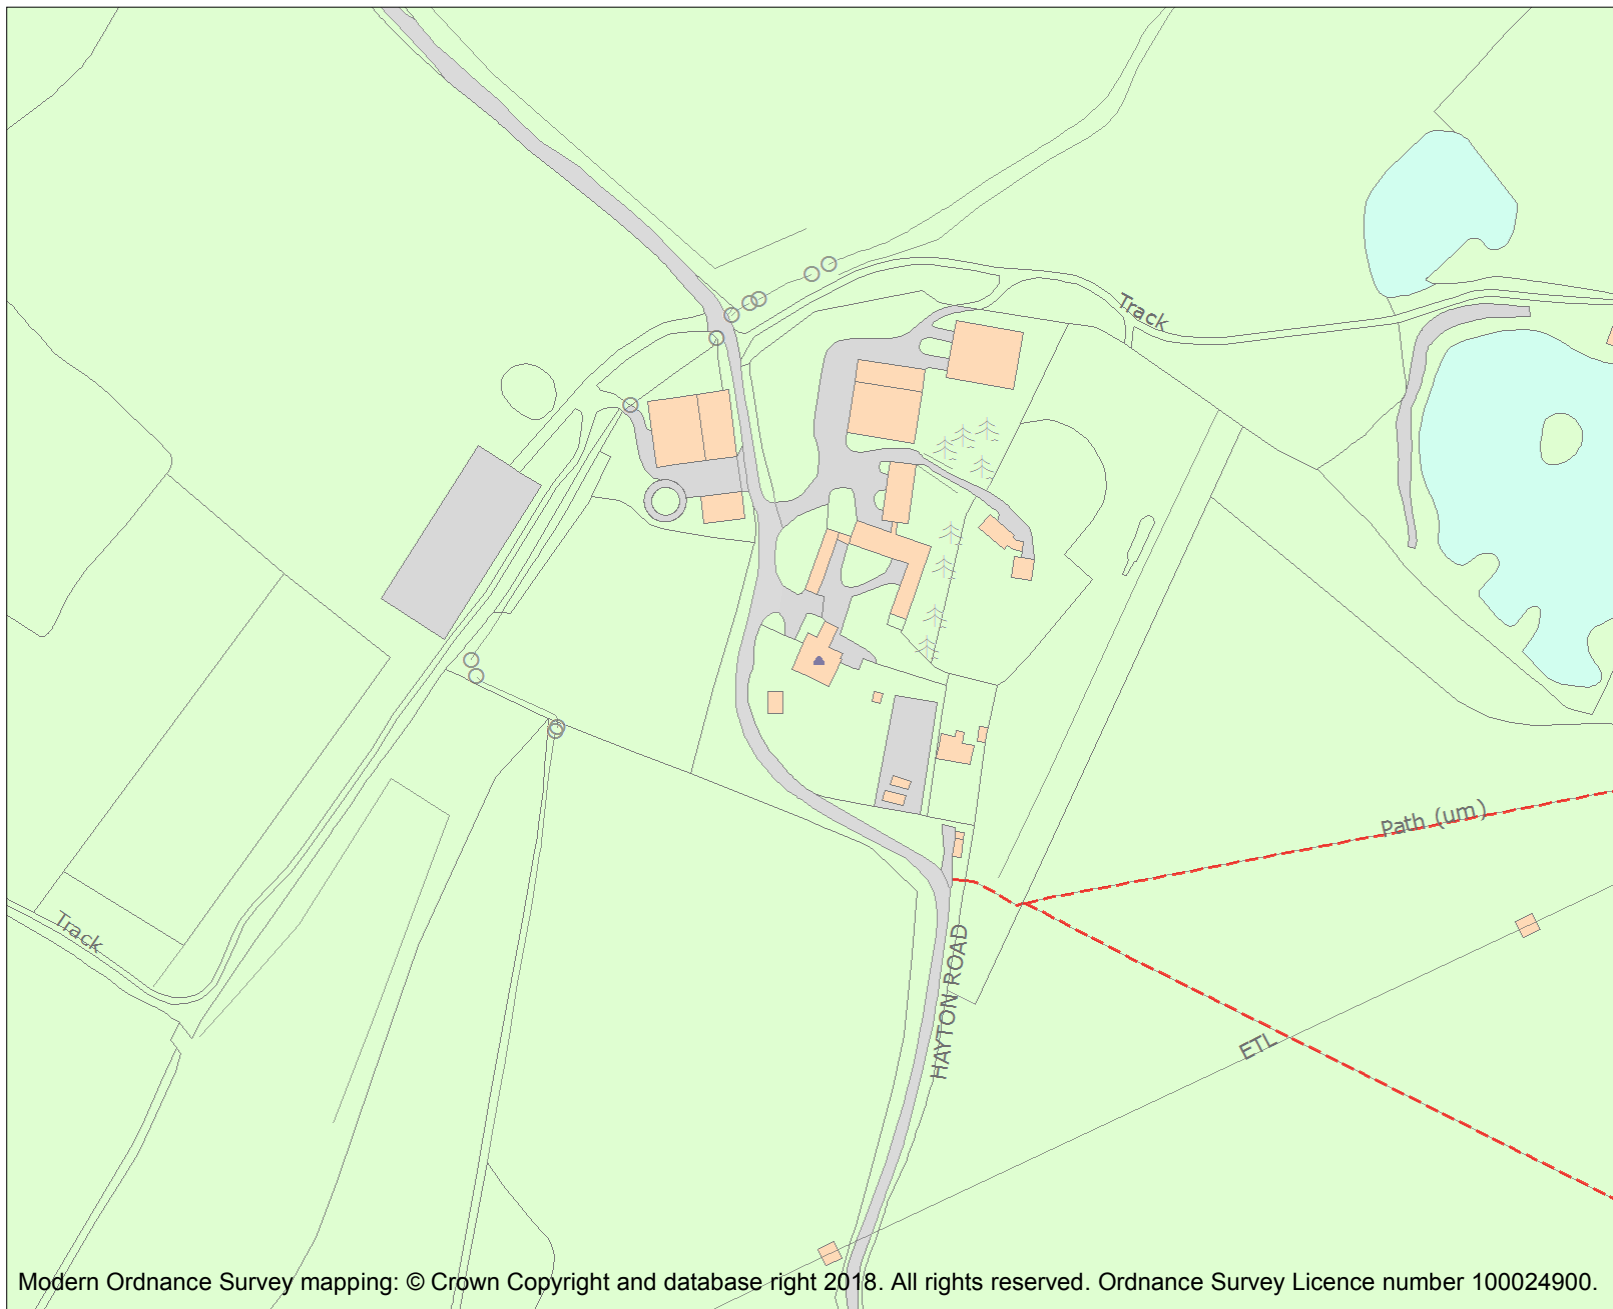 Track
Path (um)
Track
HAYTON ROAD
ETL
Modern Ordnance Survey mapping: © Crown Copyright and database right 2018. All rights reserved. Ordnance Survey Licence number 100024900.